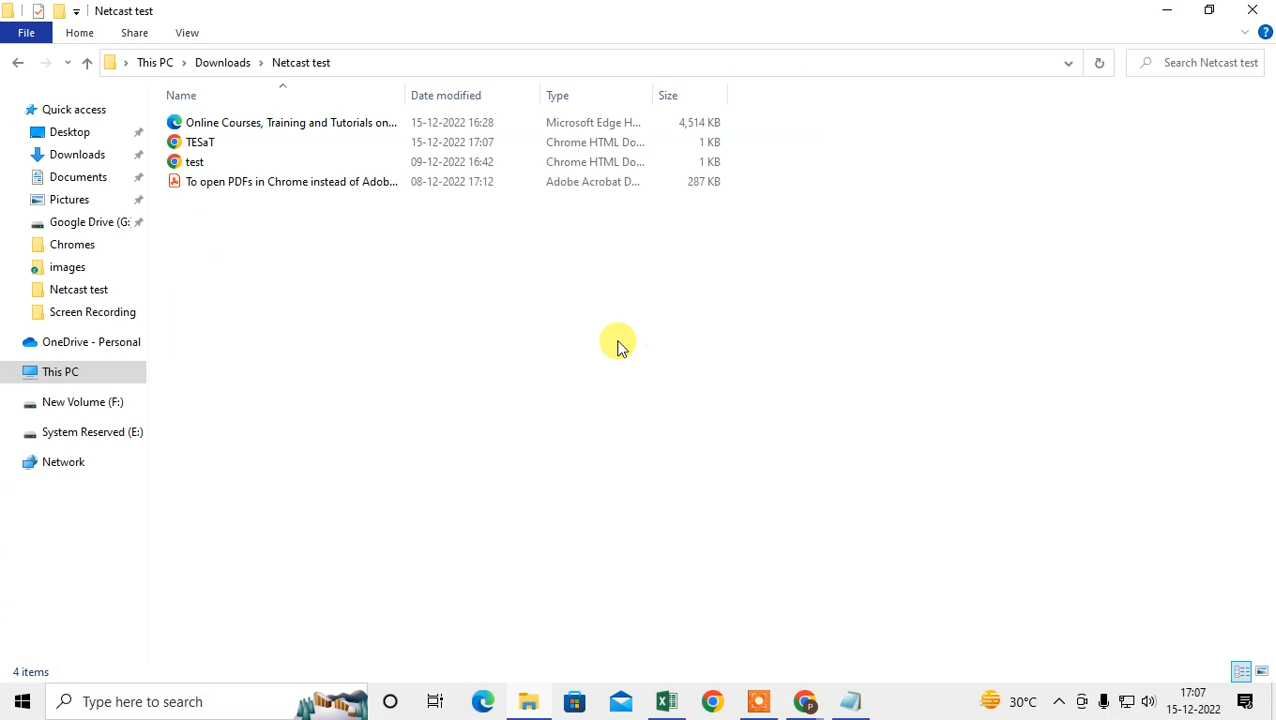 Netcast test
File Home Share View
This PC Downloads Netcast test Search Netcast test
Name Date modified Type Size
Online Courses, Training and Tutorials on... 15-12-2022 16:28 Microsoft Edge H... 4,514 KB
TESaT 15-12-2022 17:07 Chrome HTML Do... 1 KB
test 09-12-2022 16:42 Chrome HTML Do... 1 KB
To open PDFs in Chrome instead of Adob... 08-12-2022 17:12 Adobe Acrobat D... 287 KB
Quick access
Desktop
Downloads
Documents
Pictures
Google Drive (G:
Chromes
images
Netcast test
Screen Recording
OneDrive - Personal
This PC
New Volume (F:)
System Reserved (E:)
Network
4 items
Type here to search
30°C
17:07
15-12-2022